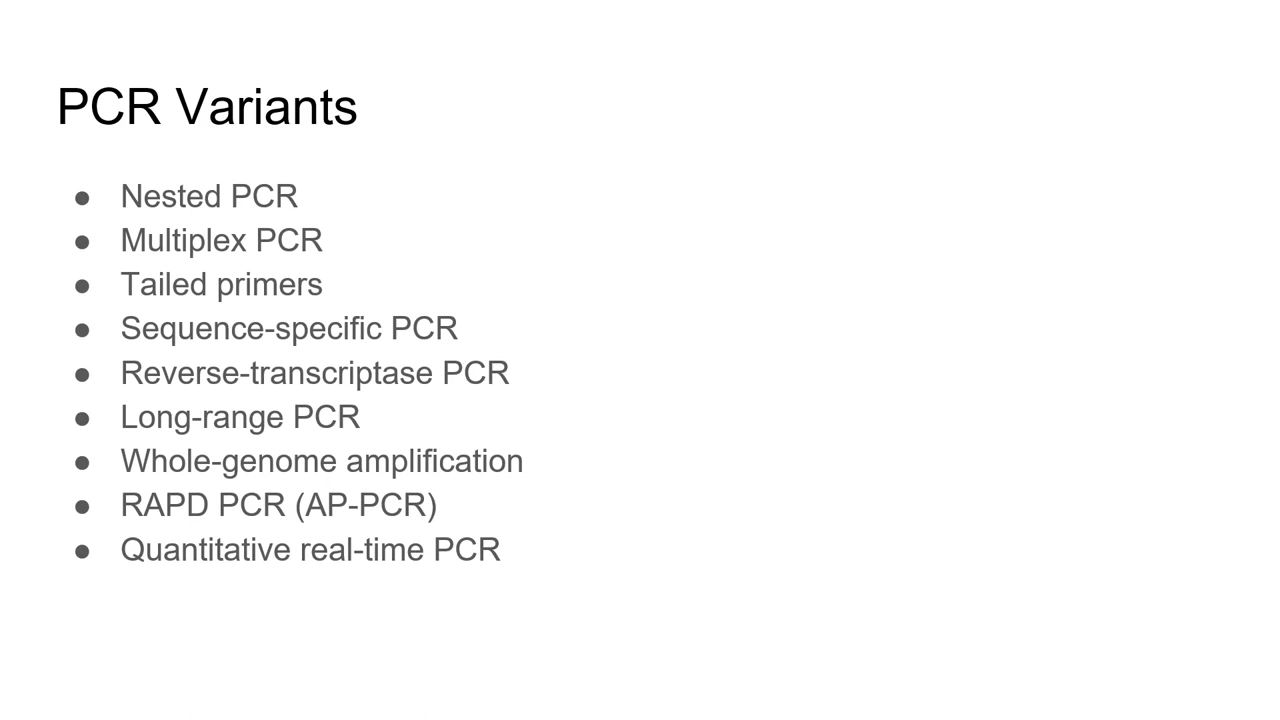 PCR Variants
● Nested PCR
● Multiplex PCR
● Tailed primers
● Sequence-specific PCR
● Reverse-transcriptase PCR
● Long-range PCR
● Whole-genome amplification
● RAPD PCR (AP-PCR)
● Quantitative real-time PCR